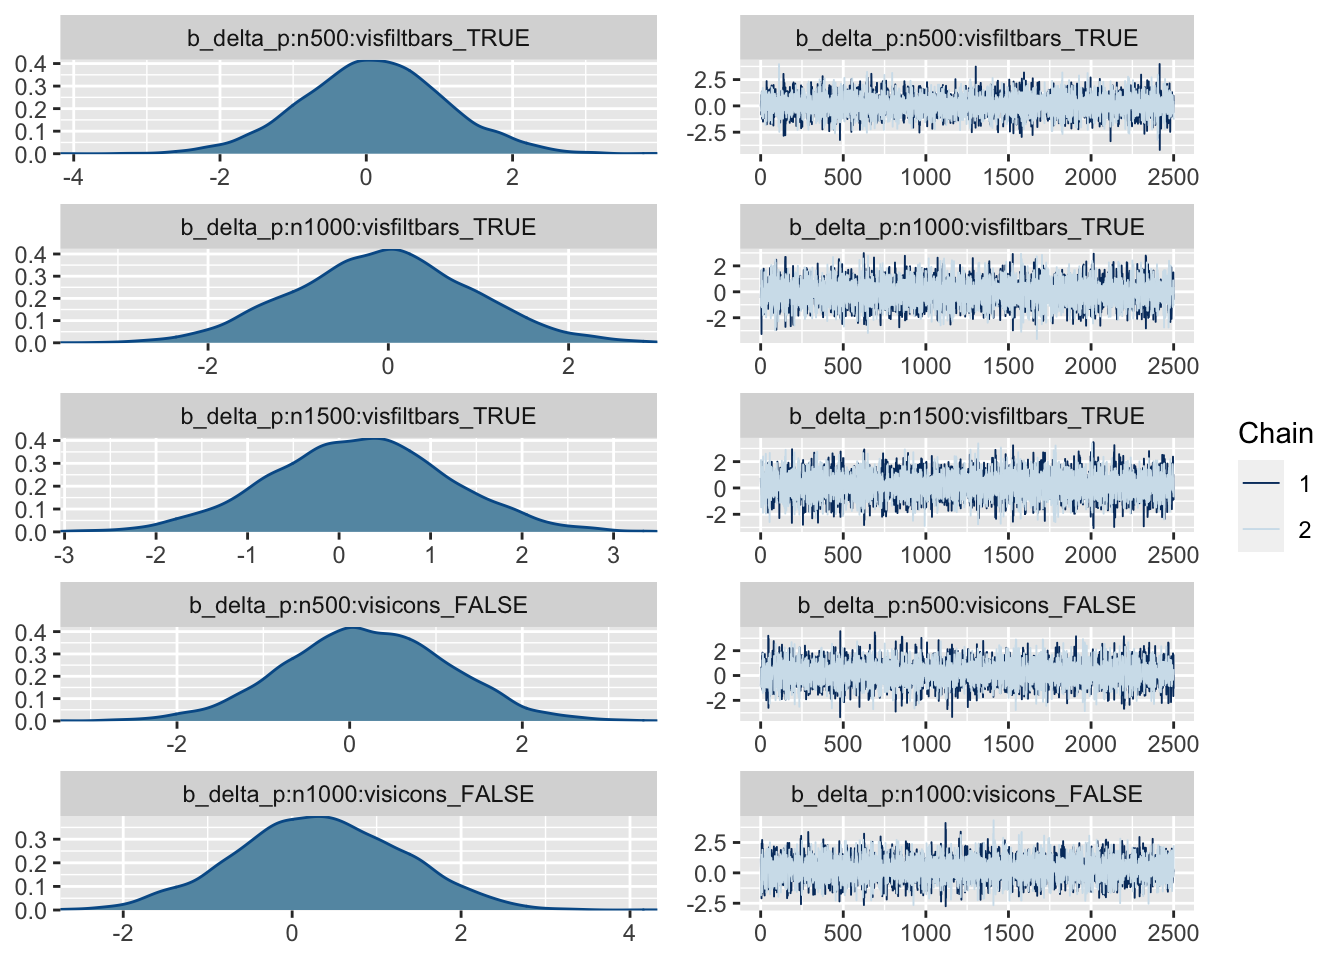 b_delta_p:n500:visfiltbars_TRUE
0.4
0.3
0.2
0.1
0.0
-4 -2 0 2
b_delta_p:n500:visfiltbars_TRUE
2.5
0.0
-2.5
0 500 1000 1500 2000 2500
b_delta_p:n1000:visfiltbars_TRUE
0.4
0.3
0.2
0.1
0.0
-2 0 2
b_delta_p:n1000:visfiltbars_TRUE
2
0
-2
0 500 1000 1500 2000 2500
b_delta_p:n1500:visfiltbars_TRUE
0.4
0.3
0.2
0.1
0.0
-3 -2 -1 0 1 2 3
b_delta_p:n1500:visfiltbars_TRUE
2
0
-2
0 500 1000 1500 2000 2500
b_delta_p:n500:visicons_FALSE
0.4
0.3
0.2
0.1
0.0
-2 0 2
b_delta_p:n500:visicons_FALSE
2
0
-2
0 500 1000 1500 2000 2500
b_delta_p:n1000:visicons_FALSE
0.3
0.2
0.1
0.0
-2 0 2 4
b_delta_p:n1000:visicons_FALSE
2.5
0.0
-2.5
0 500 1000 1500 2000 2500
Chain
1
2